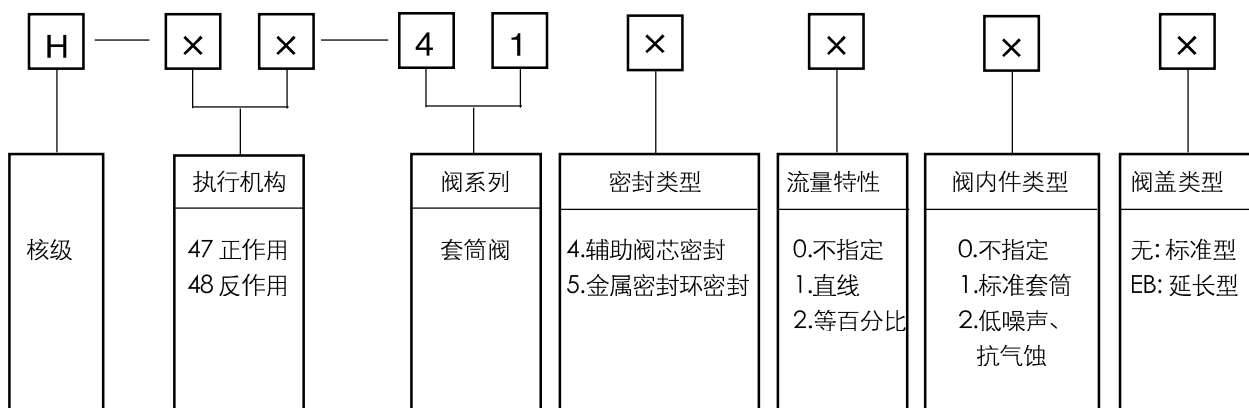 H — × × — 4 1 × × × ×
核级
执行机构
47 正作用
48 反作用
阀系列
套筒阀
密封类型
4.辅助阀芯密封
5.金属密封环密封
流量特性
0.不指定
1.直线
2.等百分比
阀内件类型
0.不指定
1.标准套筒
2.低噪声、
抗气蚀
阀盖类型
无: 标准型
EB: 延长型